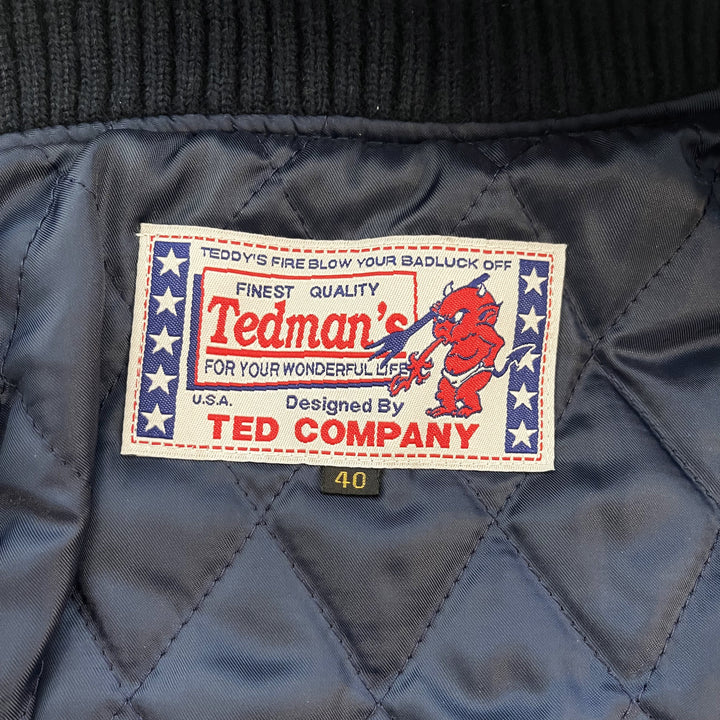 TEDDY'S FIRE BLOW YOUR BADLUCK OFF
FINEST QUALITY
Tedman's
FOR YOUR WONDERFUL LIFE
U.S.A. Designed By
TED COMPANY
40